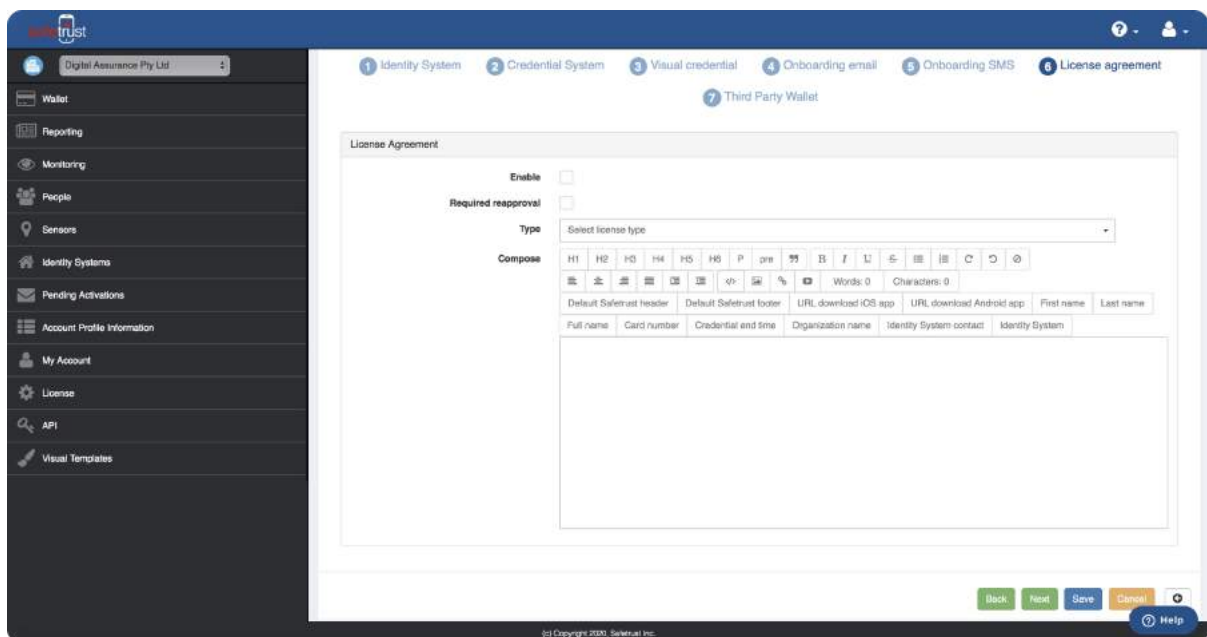 safetrust
Digital Assurance Pty Ltd
Wallet
Reporting
Monitoring
People
Sensors
Identity Systems
Pending Activations
Account Profile Information
My Account
License
API
Visual Templates
1 Identity System 2 Credential System 3 Visual credential 4 Onboarding email 5 Onboarding SMS 6 License agreement
7 Third Party Wallet
License Agreement
Enable
Required reapproval
Type Select license type
Compose H1 H2 H3 H4 H5 H6 P pre B I U S
Words: 0 Characters: 0
Default Safetrust header Default Safetrust footer URL download iOS app URL download Android app First name Last name
Full name Card number Credential end time Organization name Identity System contact Identity System
Back Next Save Cancel
Help
(c) Copyright 2020. Safetrust Inc.